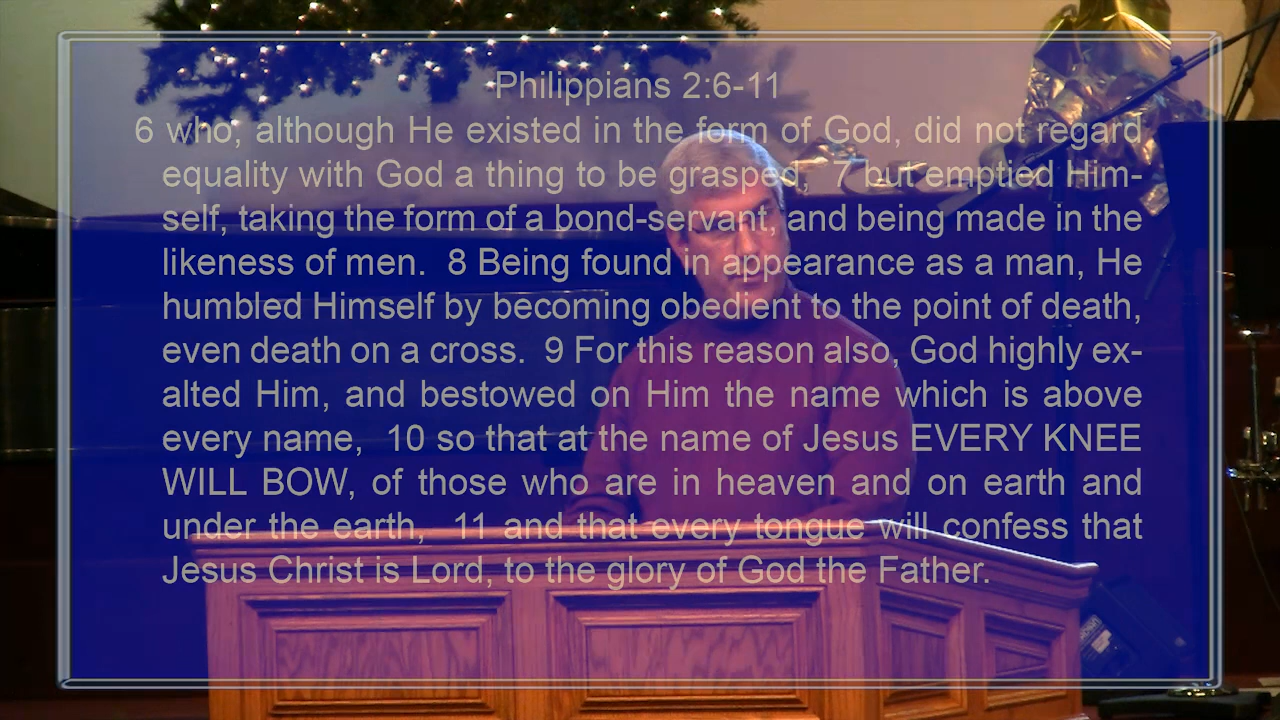 Philippians 2:6-11
6 who, although He existed in the form of God, did not regard
equality with God a thing to be grasped, 7 but emptied Him-
self, taking the form of a bond-servant, and being made in the
likeness of men. 8 Being found in appearance as a man, He
humbled Himself by becoming obedient to the point of death,
even death on a cross. 9 For this reason also, God highly ex-
alted Him, and bestowed on Him the name which is above
every name, 10 so that at the name of Jesus EVERY KNEE
WILL BOW, of those who are in heaven and on earth and
under the earth, 11 and that every tongue will confess that
Jesus Christ is Lord, to the glory of God the Father.